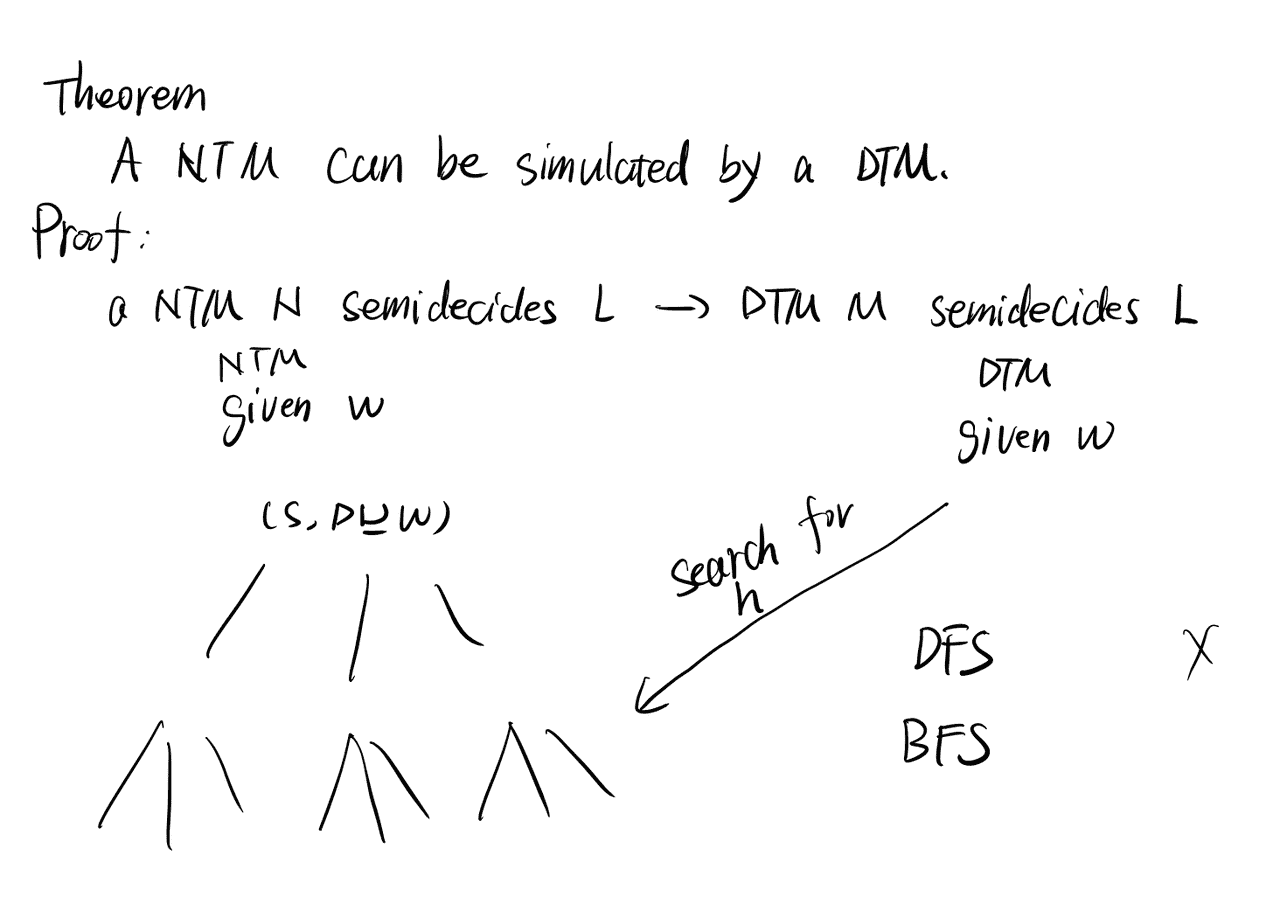 Theorem
A NTM can be simulated by a DTM.
Proof:
a NTM N semidecides L → DTM M semidecides L
NTM
given w
DTM
given w
(s, ▷⊔w)
search for
h
DFS X
BFS